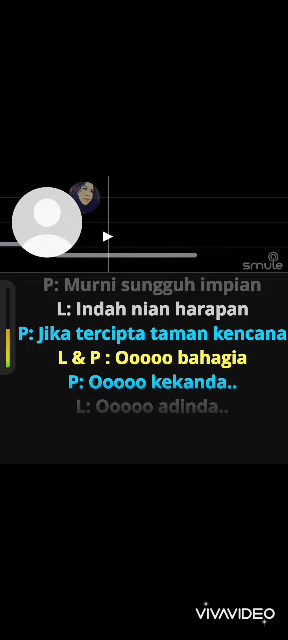 smule
P: Murni sungguh impian
L: Indah nian harapan
P: Jika tercipta taman kencana
L & P : Ooooo bahagia
P: Ooooo kekanda..
L: Ooooo adinda..
VIVAVIDEO